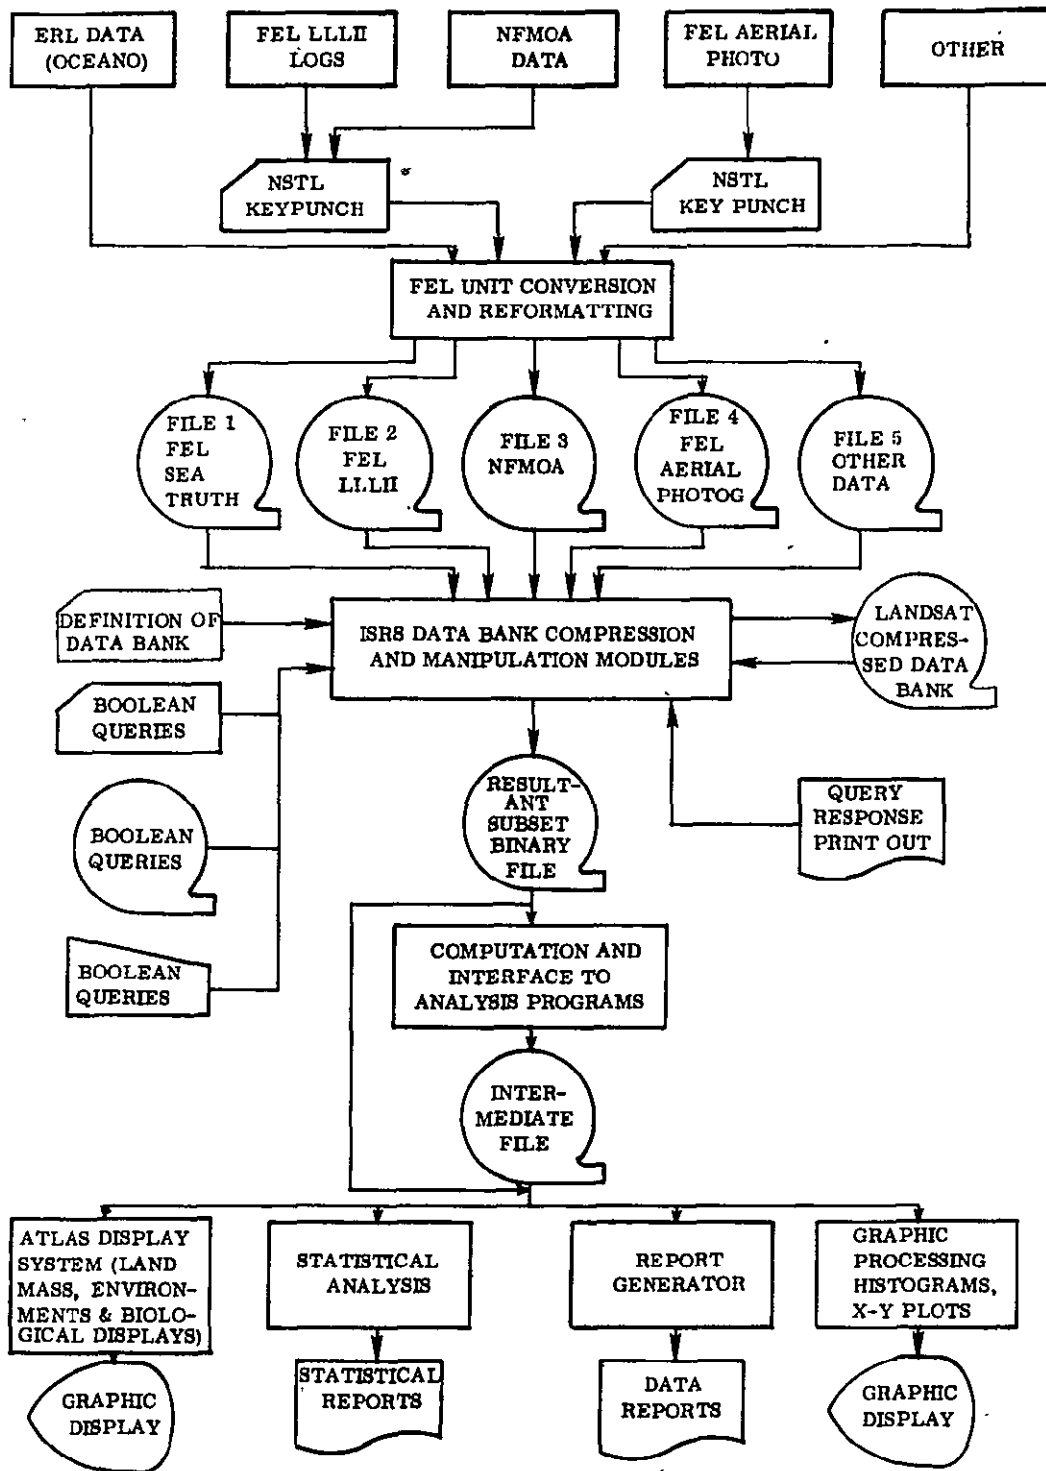 ERL DATA
(OCEANO)
FEL LLLII
LOGS
NFMOA
DATA
FEL AERIAL
PHOTO
OTHER
NSTL
KEYPUNCH
NSTL
KEY PUNCH
FEL UNIT CONVERSION
AND REFORMATTING
FILE 1
FEL
SEA
TRUTH
FILE 2
FEL
LLLII
FILE 3
NFMOA
FILE 4
FEL
AERIAL
PHOTOG
FILE 5
OTHER
DATA
DEFINITION OF
DATA BANK
ISRS DATA BANK COMPRESSION
AND MANIPULATION MODULES
LANDSAT
COMPRES-
SED DATA
BANK
BOOLEAN
QUERIES
BOOLEAN
QUERIES
BOOLEAN
QUERIES
RESULT-
ANT
SUBSET
BINARY
FILE
QUERY
RESPONSE
PRINT OUT
COMPUTATION AND
INTERFACE TO
ANALYSIS PROGRAMS
INTER-
MEDIATE
FILE
ATLAS DISPLAY
SYSTEM (LAND
MASS, ENVIRON-
MENTS & BIOLO-
GICAL DISPLAYS)
STATISTICAL
ANALYSIS
REPORT
GENERATOR
GRAPHIC
PROCESSING
HISTOGRAMS,
X-Y PLOTS
GRAPHIC
DISPLAY
STATISTICAL
REPORTS
DATA
REPORTS
GRAPHIC
DISPLAY